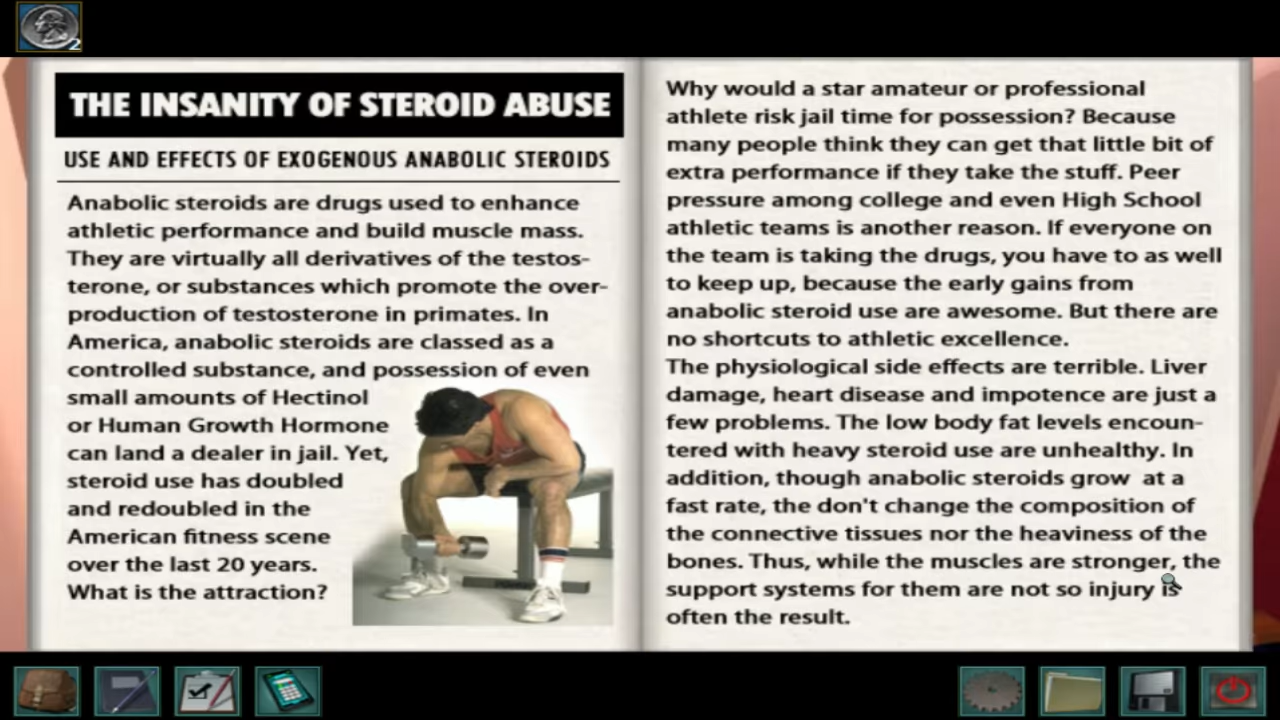 2
THE INSANITY OF STEROID ABUSE
USE AND EFFECTS OF EXOGENOUS ANABOLIC STEROIDS
Anabolic steroids are drugs used to enhance
athletic performance and build muscle mass.
They are virtually all derivatives of the testos-
terone, or substances which promote the over-
production of testosterone in primates. In
America, anabolic steroids are classed as a
controlled substance, and possession of even
small amounts of Hectinol
or Human Growth Hormone
can land a dealer in jail. Yet,
steroid use has doubled
and redoubled in the
American fitness scene
over the last 20 years.
What is the attraction?
Why would a star amateur or professional
athlete risk jail time for possession? Because
many people think they can get that little bit of
extra performance if they take the stuff. Peer
pressure among college and even High School
athletic teams is another reason. If everyone on
the team is taking the drugs, you have to as well
to keep up, because the early gains from
anabolic steroid use are awesome. But there are
no shortcuts to athletic excellence.
The physiological side effects are terrible. Liver
damage, heart disease and impotence are just a
few problems. The low body fat levels encoun-
tered with heavy steroid use are unhealthy. In
addition, though anabolic steroids grow at a
fast rate, the don't change the composition of
the connective tissues nor the heaviness of the
bones. Thus, while the muscles are stronger, the
support systems for them are not so injury is
often the result.